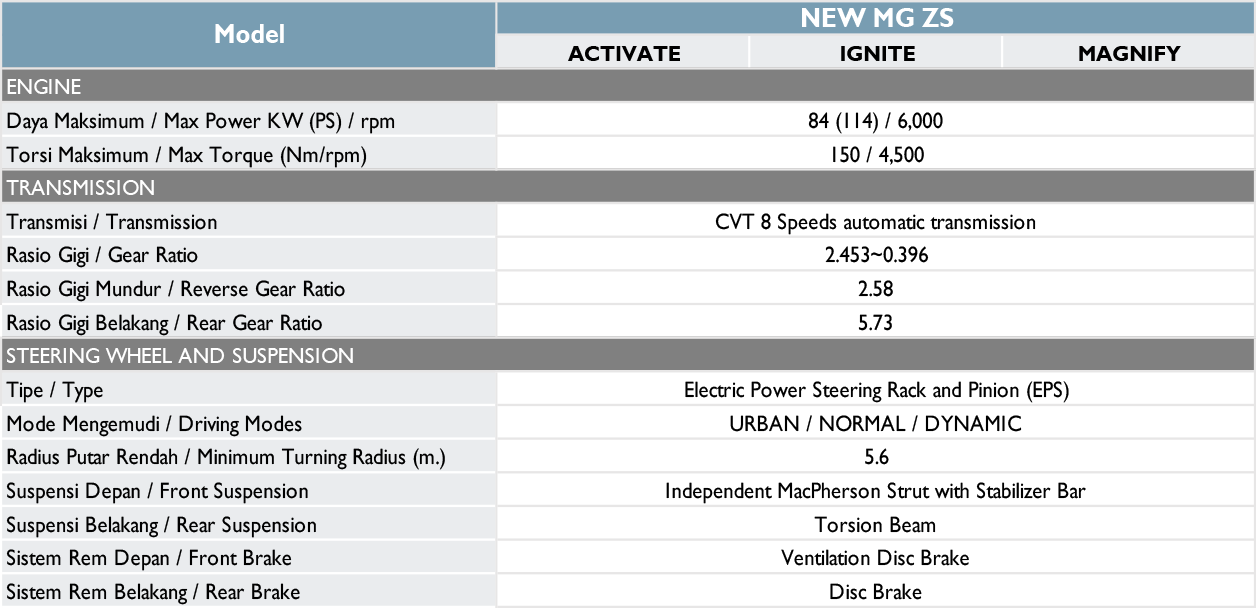 Model
NEW MG ZS
ACTIVATE IGNITE MAGNIFY
ENGINE
Daya Maksimum / Max Power KW (PS) / rpm 84 (114) / 6,000
Torsi Maksimum / Max Torque (Nm/rpm) 150 / 4,500
TRANSMISSION
Transmisi / Transmission CVT 8 Speeds automatic transmission
Rasio Gigi / Gear Ratio 2.453~0.396
Rasio Gigi Mundur / Reverse Gear Ratio 2.58
Rasio Gigi Belakang / Rear Gear Ratio 5.73
STEERING WHEEL AND SUSPENSION
Tipe / Type Electric Power Steering Rack and Pinion (EPS)
Mode Mengemudi / Driving Modes URBAN / NORMAL / DYNAMIC
Radius Putar Rendah / Minimum Turning Radius (m.) 5.6
Suspensi Depan / Front Suspension Independent MacPherson Strut with Stabilizer Bar
Suspensi Belakang / Rear Suspension Torsion Beam
Sistem Rem Depan / Front Brake Ventilation Disc Brake
Sistem Rem Belakang / Rear Brake Disc Brake